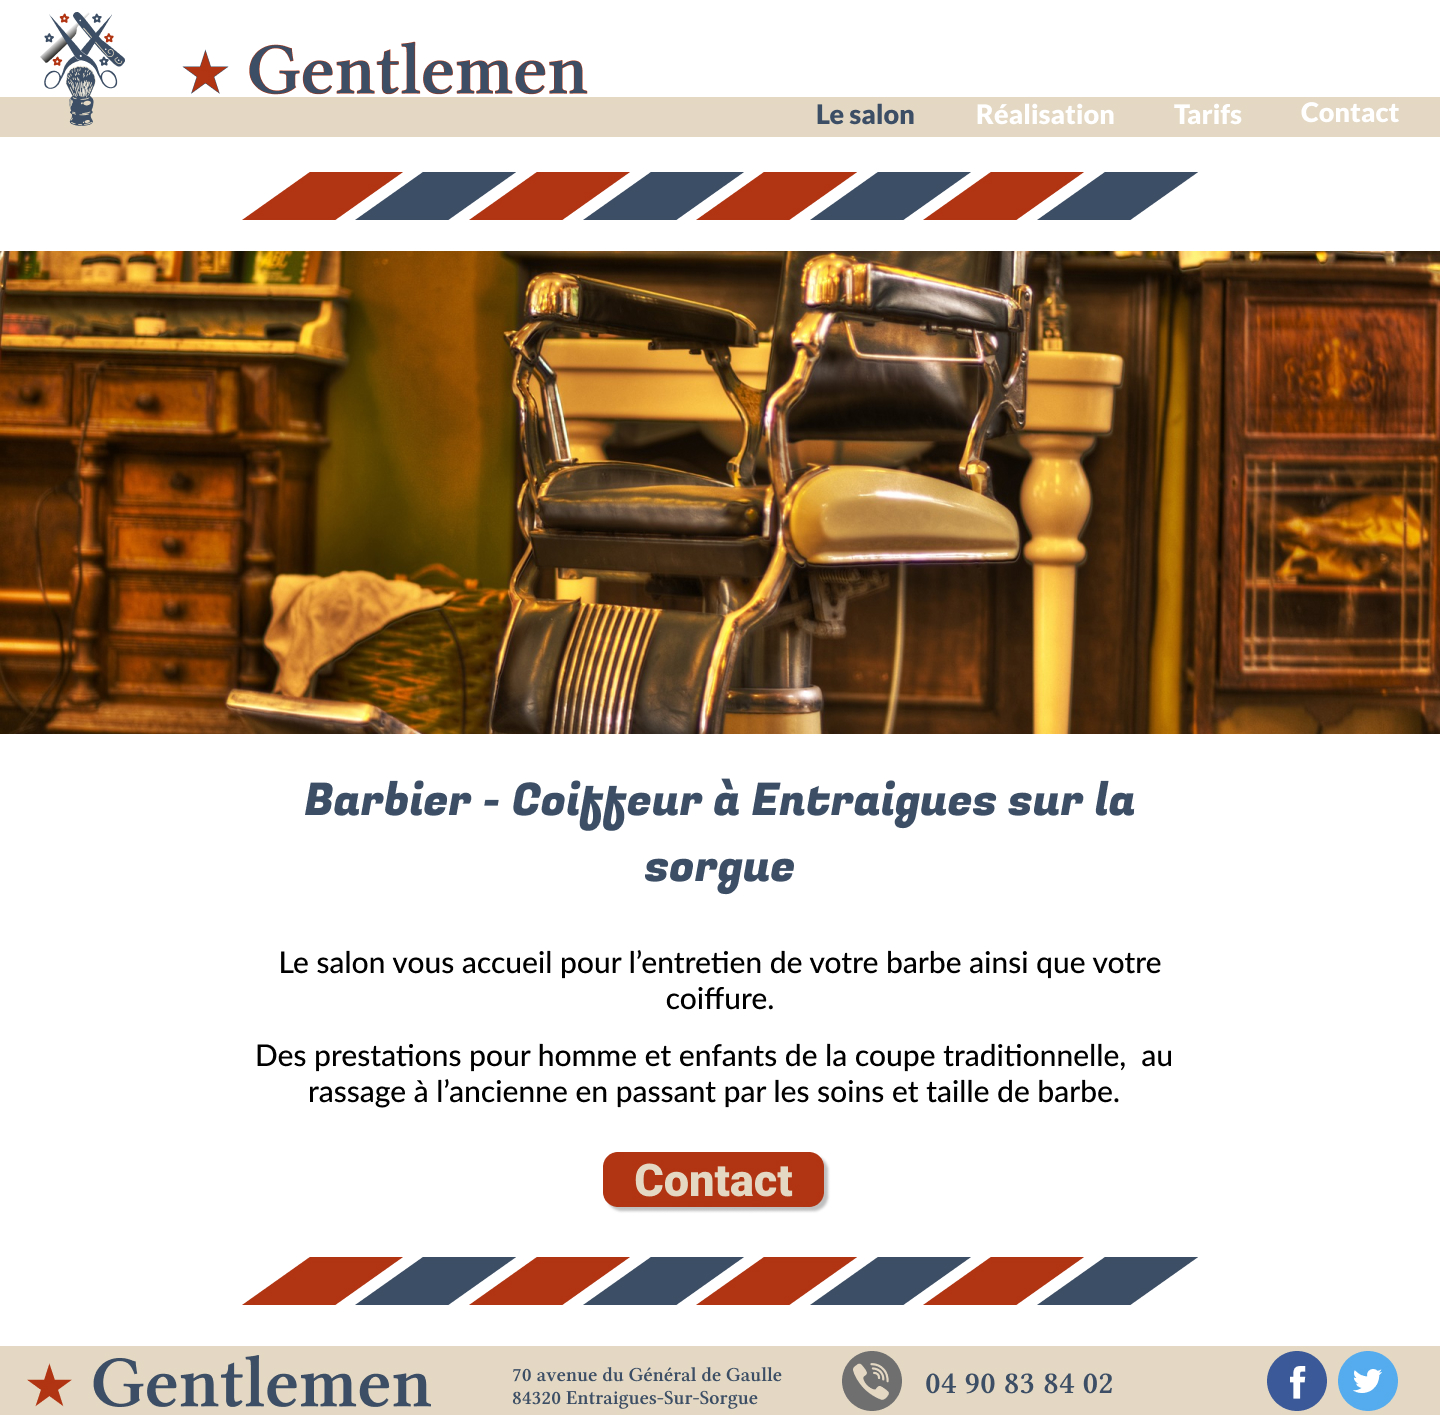 Gentlemen
Le salon Réalisation Tarifs Contact
Barbier - Coiffeur à Entraigues sur la
sorgue
Le salon vous accueil pour l’entretien de votre barbe ainsi que votre
coiffure.
Des prestations pour homme et enfants de la coupe traditionnelle, au
rassage à l’ancienne en passant par les soins et taille de barbe.
Contact
Gentlemen
70 avenue du Général de Gaulle
84320 Entraigues-Sur-Sorgue
04 90 83 84 02